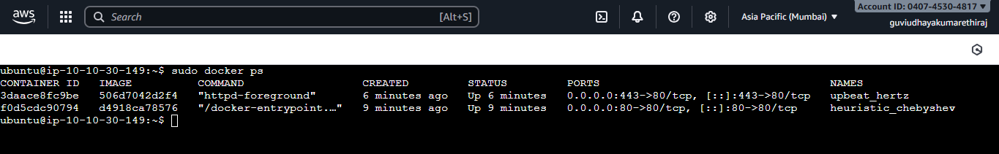 aws
Search [Alt+S] Asia Pacific (Mumbai) ▼ Account ID: 0407-4530-4817 ▼
guviudhayakumarethiraj
ubuntu@ip-10-10-30-149:~$ sudo docker ps
CONTAINER ID   IMAGE          COMMAND                  CREATED         STATUS         PORTS                                 NAMES
3daace8fc9be   506d7042d2f4   "httpd-foreground"       6 minutes ago   Up 6 minutes   0.0.0.0:443->80/tcp, [::]:443->80/tcp   upbeat_hertz
f0d5cdc90794   d4918ca78576   "/docker-entrypoint.…"   9 minutes ago   Up 9 minutes   0.0.0.0:80->80/tcp, [::]:80->80/tcp     heuristic_chebyshev
ubuntu@ip-10-10-30-149:~$